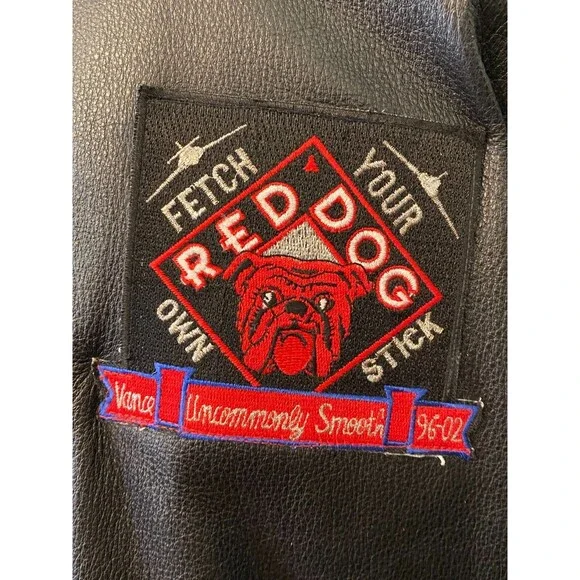 FETCH YOUR
RED DOG
OWN STICK
Vance Uncommonly Smooth 96-02